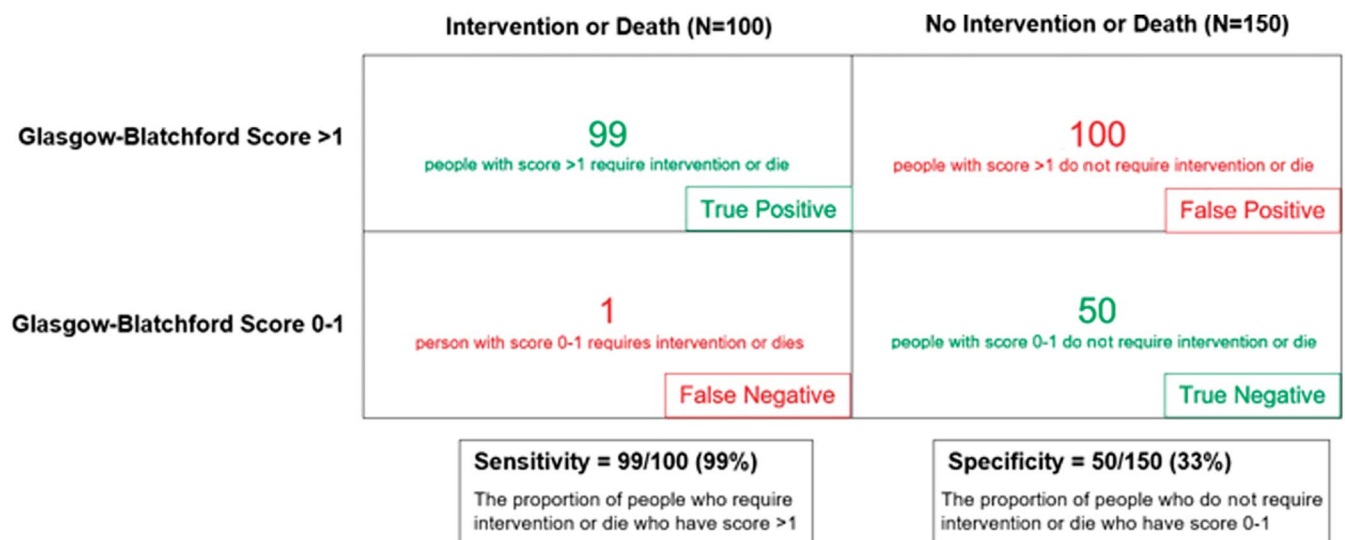 Intervention or Death (N=100)
No Intervention or Death (N=150)
Glasgow-Blatchford Score >1
99
people with score >1 require intervention or die
True Positive
100
people with score >1 do not require intervention or die
False Positive
Glasgow-Blatchford Score 0-1
1
person with score 0-1 requires intervention or dies
False Negative
50
people with score 0-1 do not require intervention or die
True Negative
Sensitivity = 99/100 (99%)
The proportion of people who require
intervention or die who have score >1
Specificity = 50/150 (33%)
The proportion of people who do not require
intervention or die who have score 0-1